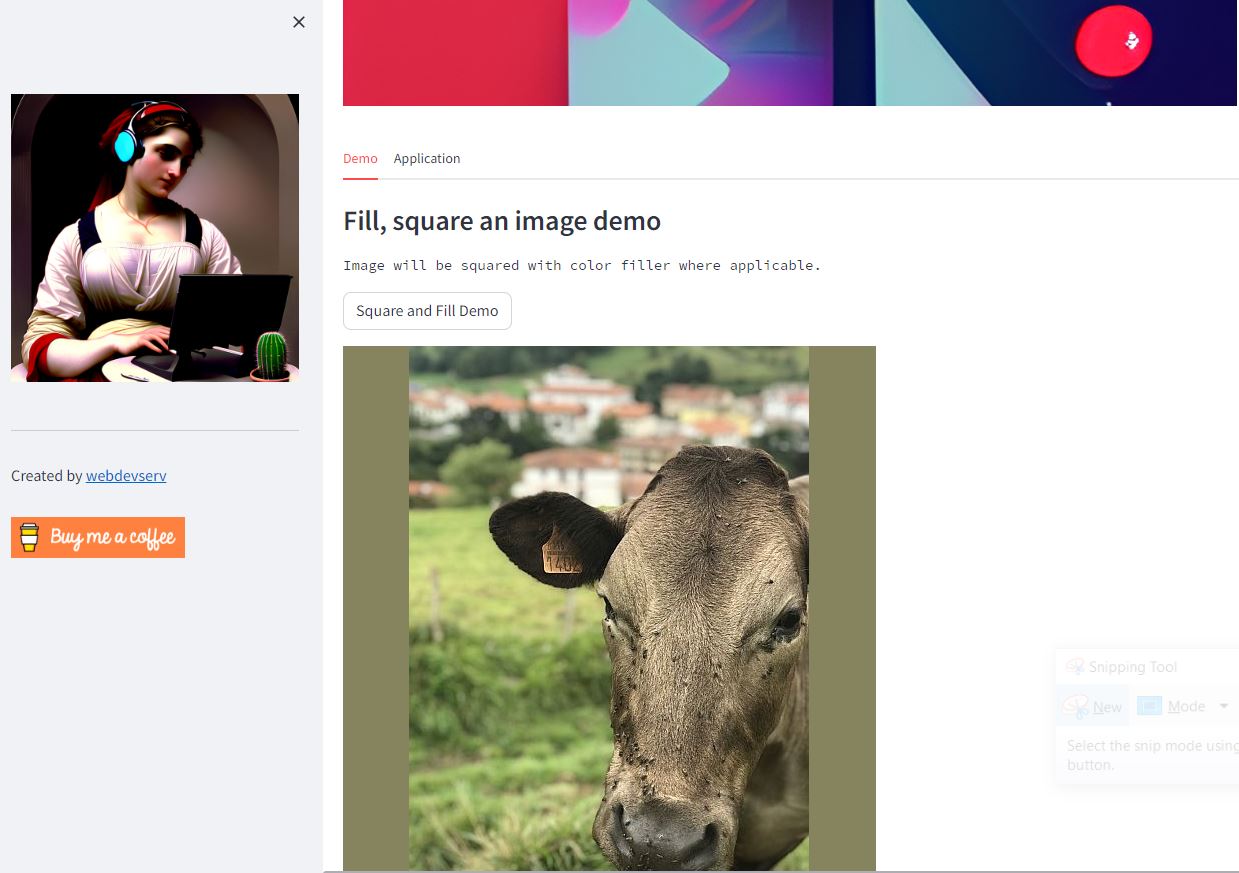 Created by webdevserv
Buy me a coffee
Demo Application
Fill, square an image demo
Image will be squared with color filler where applicable.
Square and Fill Demo
1402
Snipping Tool
New Mode
Select the snip mode using
button.